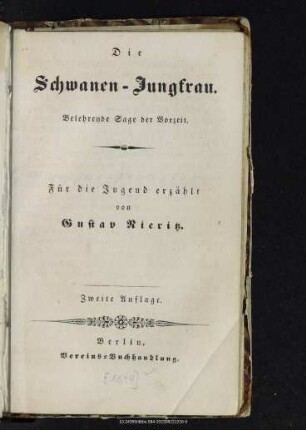 Die
Schwanen-Jungfrau.
Belehrende Sage der Vorzeit.
Für die Jugend erzählt
von
Gustav Nieritz.
Zweite Auflage.
Berlin,
Vereins-Buchhandlung.